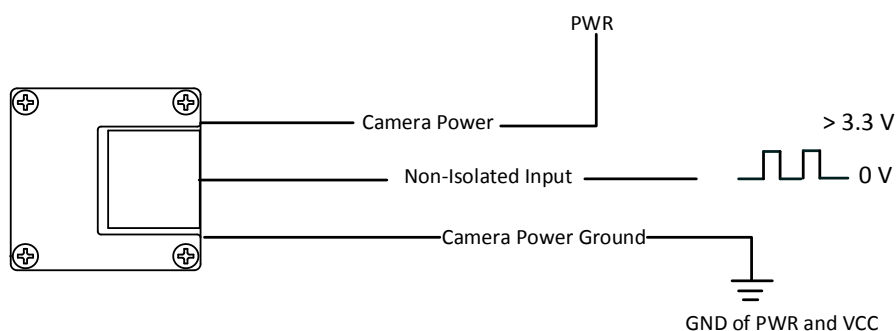 PWR
Camera Power
> 3.3 V
Non-Isolated Input
0 V
Camera Power Ground
GND of PWR and VCC